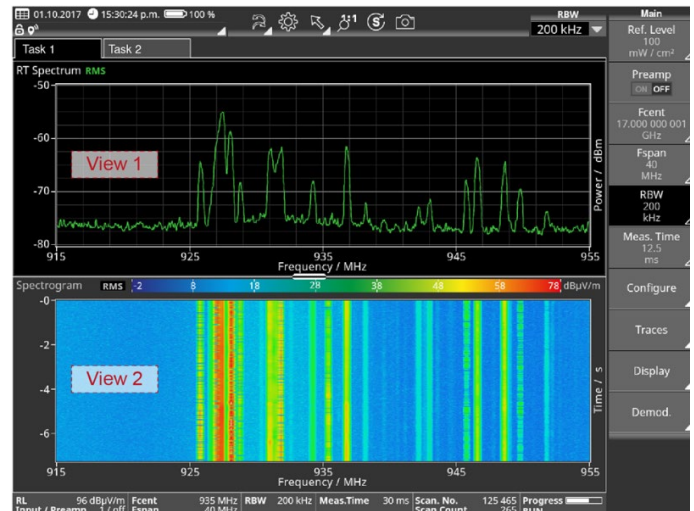 01.10.2017 15:30:24 p.m. 100 %
RBW
200 kHz
Task 1 Task 2
RT Spectrum RMS
-50
-60
-70
-80
View 1
Power / dBm
915 925 935 945 955
Frequency / MHz
Spectrogram RMS -2 8 18 28 38 48 58 78 dBµV/m
-0
-2
-4
-6
View 2
Time / s
915 925 935 945 955
Frequency / MHz
RL 96 dBµV/m Fcent 935 MHz RBW 200 kHz Meas.Time 30 ms Scan. No. 125 465 Progress
Input / Preamp 1 / off Fspan 40 MHz Scan Count 265 RUN
Main
Ref. Level
100
mW / cm²
Preamp
ON OFF
Fcent
17.000 000 001
GHz
Fspan
40
MHz
RBW
200
kHz
Meas. Time
12.5
ms
Configure
Traces
Display
Demod.